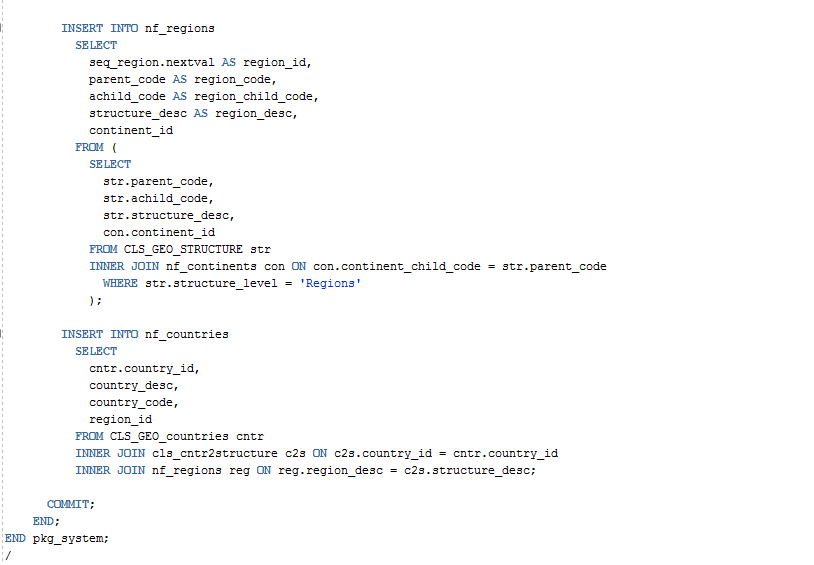 INSERT INTO nf_regions
SELECT
seq_region.nextval AS region_id,
parent_code AS region_code,
achild_code AS region_child_code,
structure_desc AS region_desc,
continent_id
FROM (
SELECT
str.parent_code,
str.achild_code,
str.structure_desc,
con.continent_id
FROM CLS_GEO_STRUCTURE str
INNER JOIN nf_continents con ON con.continent_child_code = str.parent_code
WHERE str.structure_level = 'Regions'
);
INSERT INTO nf_countries
SELECT
cntr.country_id,
country_desc,
country_code,
region_id
FROM CLS_GEO_countries cntr
INNER JOIN cls_cntr2structure c2s ON c2s.country_id = cntr.country_id
INNER JOIN nf_regions reg ON reg.region_desc = c2s.structure_desc;
COMMIT;
END;
END pkg_system;
/